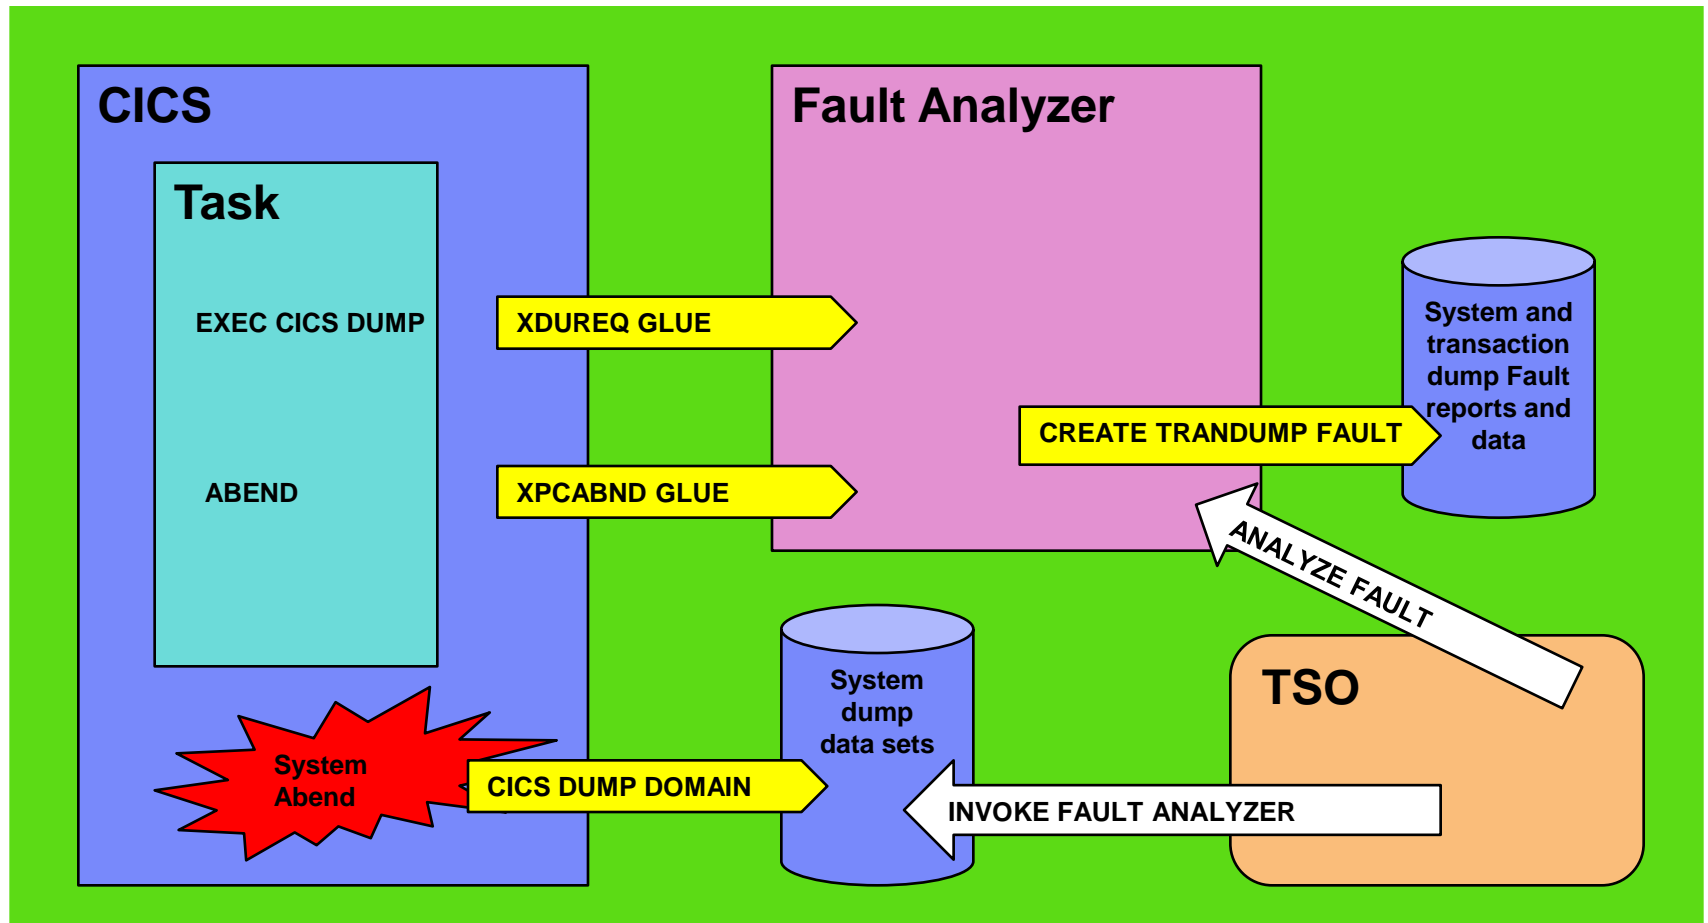 CICS
Fault Analyzer
Task
EXEC CICS DUMP
XDUREQ GLUE
System and
transaction
dump Fault
reports and
data
CREATE TRANDUMP FAULT
ABEND
XPCABND GLUE
ANALYZE FAULT
System
dump
data sets
TSO
System
Abend
CICS DUMP DOMAIN
INVOKE FAULT ANALYZER